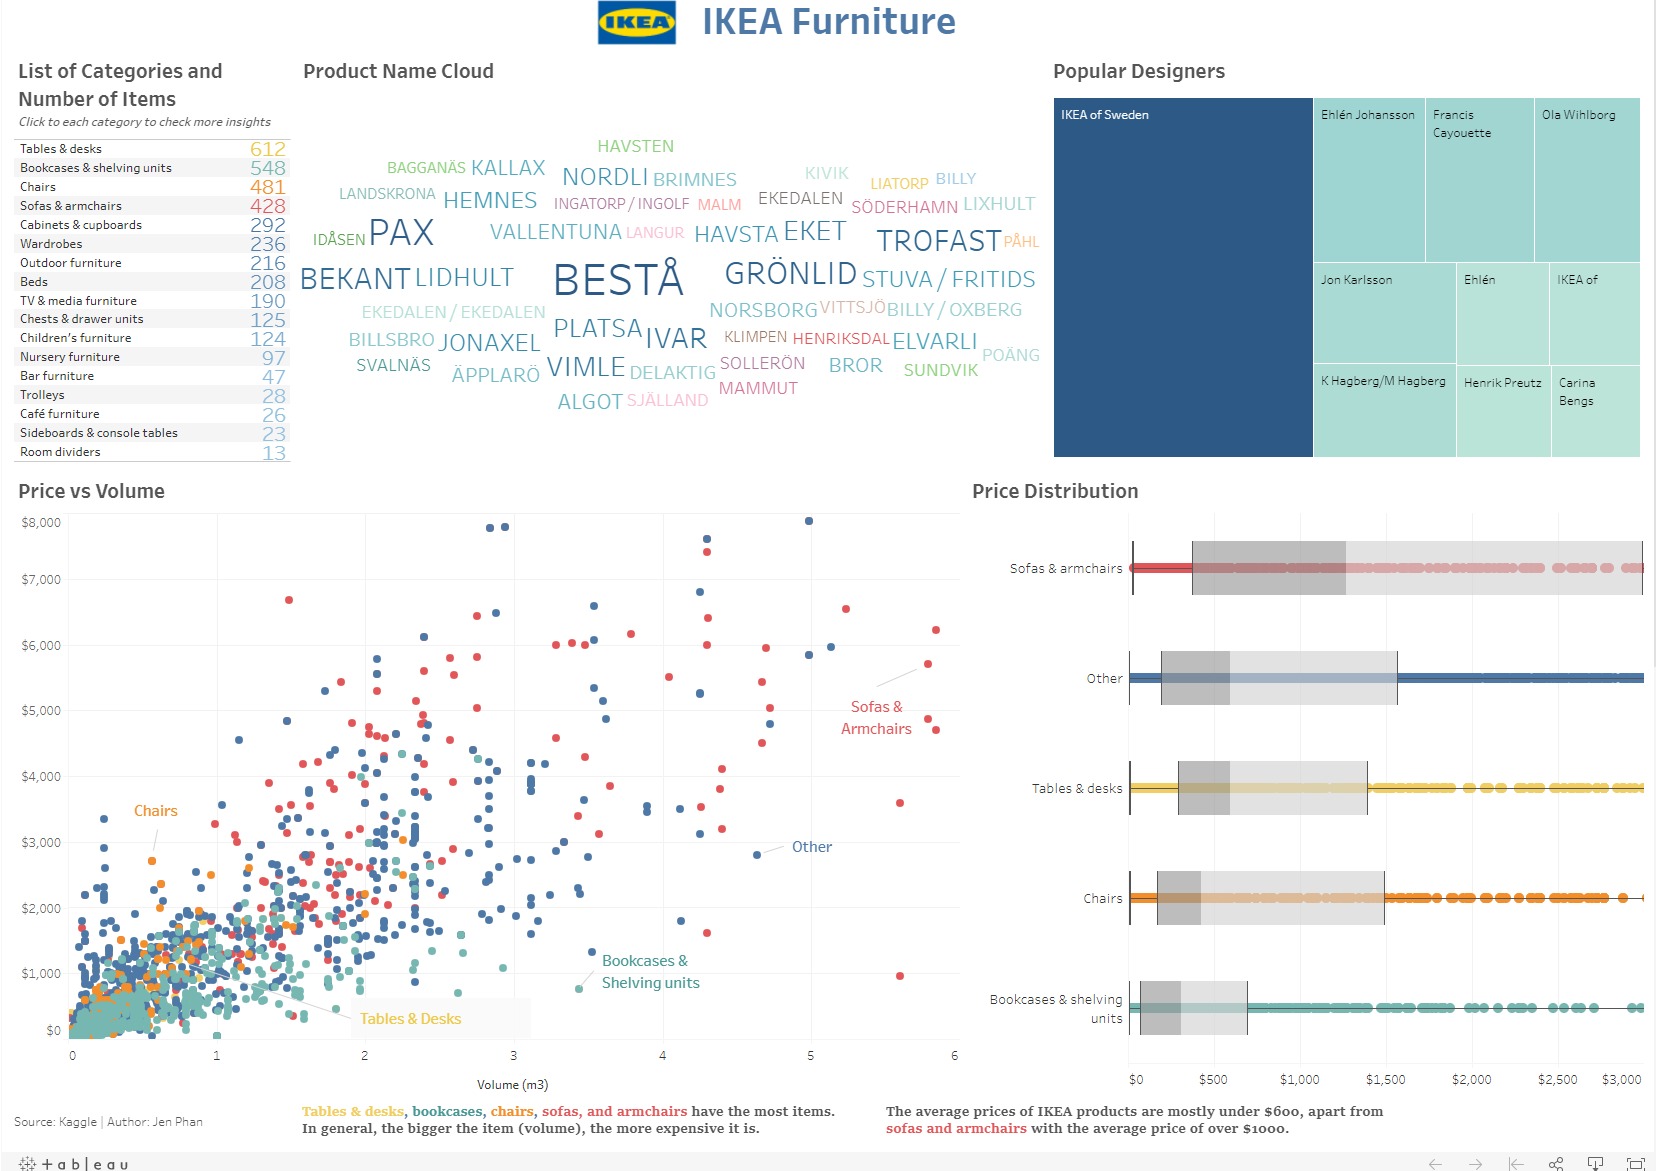 IKEA
IKEA Furniture
List of Categories and
Number of Items
Click to each category to check more insights
Tables & desks 612
Bookcases & shelving units 548
Chairs 481
Sofas & armchairs 428
Cabinets & cupboards 292
Wardrobes 236
Outdoor furniture 216
Beds 208
TV & media furniture 190
Chests & drawer units 125
Children's furniture 124
Nursery furniture 97
Bar furniture 47
Trolleys 28
Café furniture 26
Sideboards & console tables 23
Room dividers 13
Product Name Cloud
HAVSTEN
BAGGANÄS KALLAX NORDLI BRIMNES KIVIK LIATORP BILLY
LANDSKRONA HEMNES INGATORP / INGOLF MALM EKEDALEN SÖDERHAMN LIXHULT
IDÅSEN PAX VALLENTUNA LANGUR HAVSTA EKET TROFAST PÅHL
BEKANT LIDHULT BESTÅ GRÖNLID STUVA / FRITIDS
EKEDALEN / EKEDALEN NORSBORG VITTSJÖ BILLY / OXBERG
BILLSBRO JONAXEL PLATSA IVAR KLIMPEN HENRIKSDAL ELVARLI
SVALNÄS ÄPPLARÖ VIMLE DELAKTIG SOLLERÖN BROR SUNDVIK POÄNG
ALGOT SJÄLLAND MAMMUT
Popular Designers
IKEA of Sweden
Ehlén Johansson
Francis
Cayouette
Ola Wihlborg
Jon Karlsson
Ehlén
IKEA of
K Hagberg/M Hagberg
Henrik Preutz
Carina
Bengs
Price vs Volume
$8,000
$7,000
$6,000
$5,000
$4,000
$3,000
$2,000
$1,000
$0
Sofas &
Armchairs
Chairs
Other
Bookcases &
Shelving units
Tables & Desks
0 1 2 3 4 5 6
Volume (m3)
Price Distribution
Sofas & armchairs
Other
Tables & desks
Chairs
Bookcases & shelving
units
$0 $500 $1,000 $1,500 $2,000 $2,500 $3,000
Source: Kaggle | Author: Jen Phan
Tables & desks, bookcases, chairs, sofas, and armchairs have the most items.
In general, the bigger the item (volume), the more expensive it is.
The average prices of IKEA products are mostly under $600, apart from
sofas and armchairs with the average price of over $1000.
+ a b | e a u